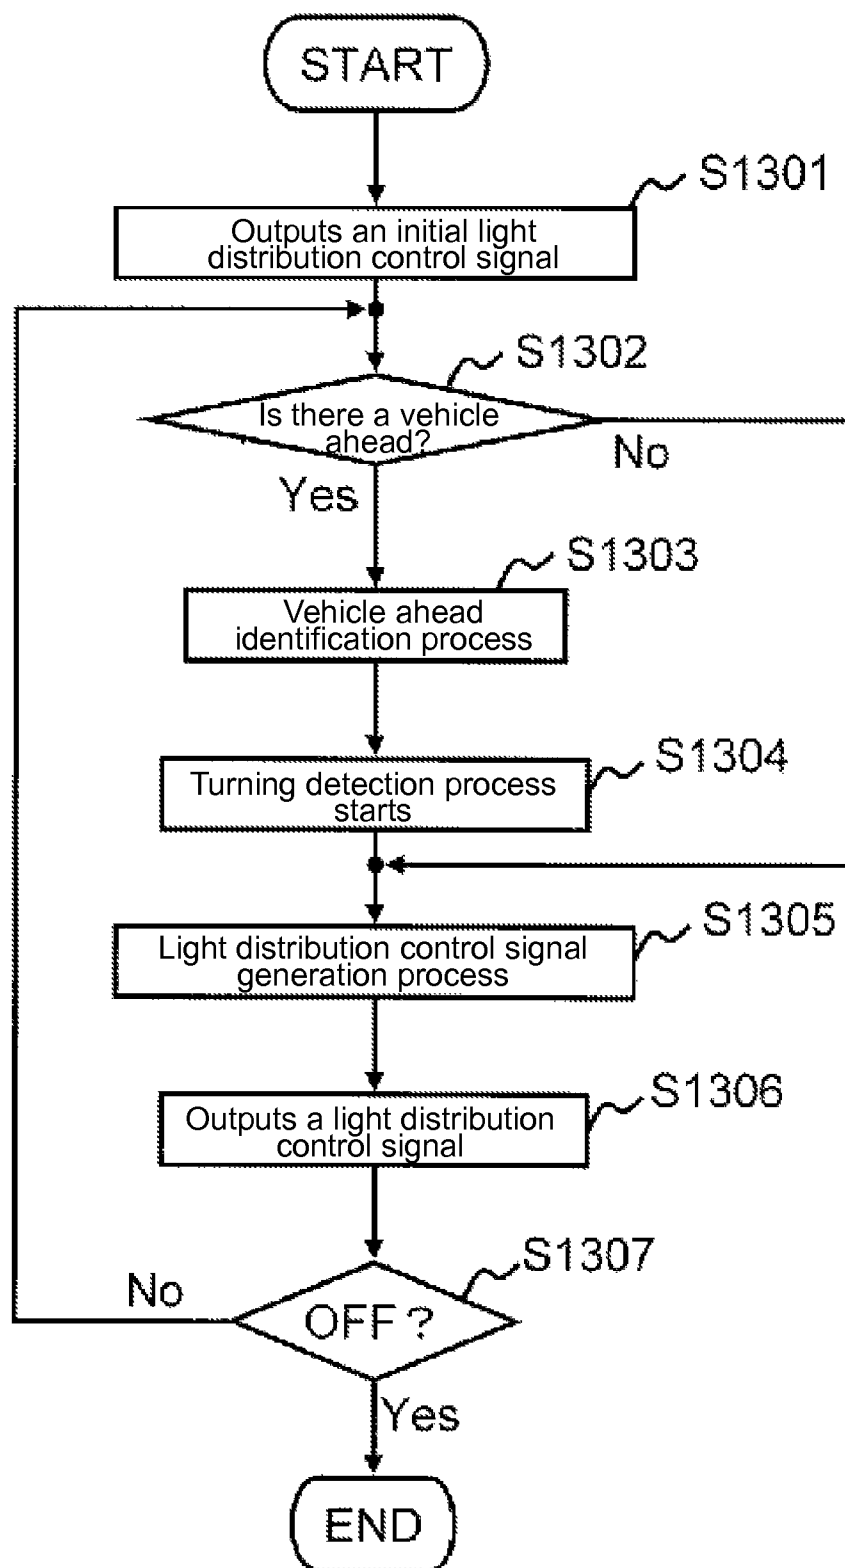 START
S1301
Outputs an initial light
distribution control signal
S1302
Is there a vehicle
ahead?
No
Yes
S1303
Vehicle ahead
identification process
S1304
Turning detection process
starts
S1305
Light distribution control signal
generation process
S1306
Outputs a light distribution
control signal
S1307
No
OFF?
Yes
END